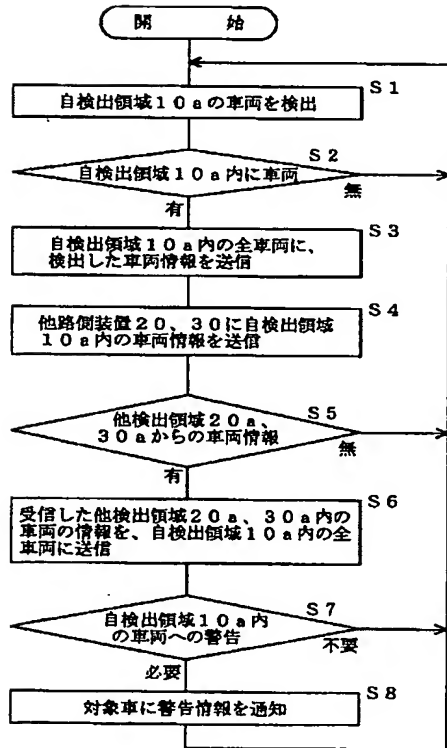 開 始
S1
自検出領域10aの車両を検出
S2
自検出領域10a内に車両
無
有
S3
自検出領域10a内の全車両に、
検出した車両情報を送信
S4
他路側装置20、30に自検出領域
10a内の車両情報を送信
S5
他検出領域20a、
30aからの車両情報
無
有
S6
受信した他検出領域20a、30a内の
車両の情報を、自検出領域10a内の全
車両に送信
S7
自検出領域10a内
の車両への警告
不要
必要
S8
対象車に警告情報を通知